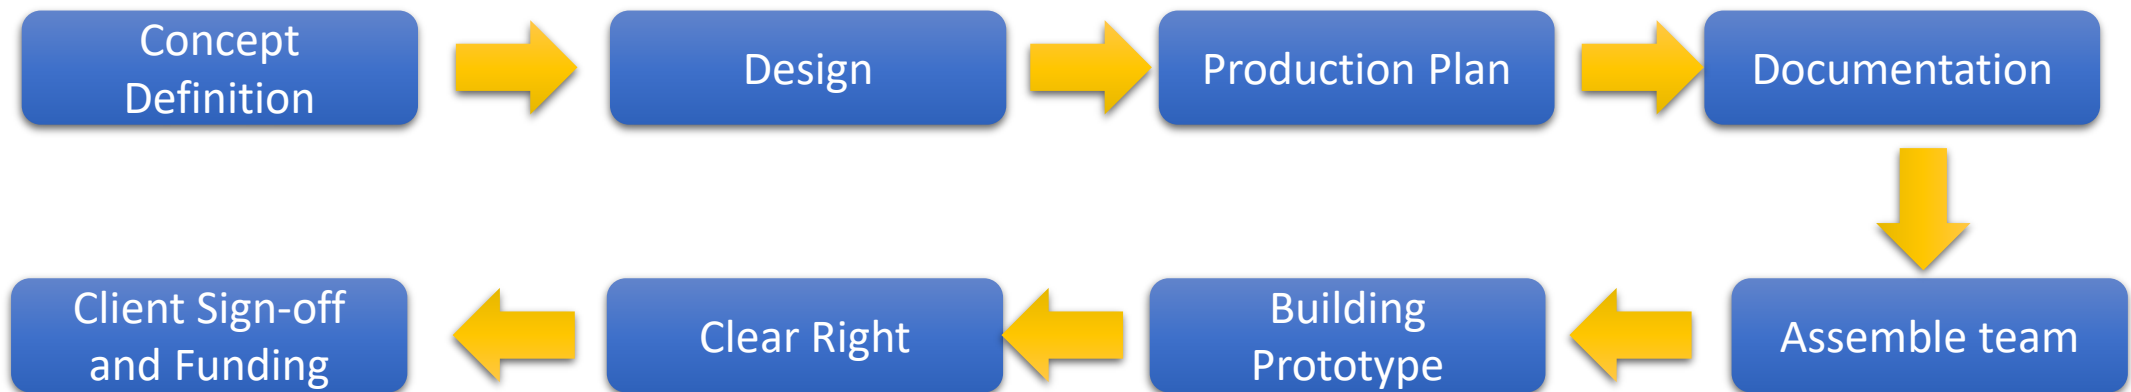 Concept
Definition
Design
Production Plan
Documentation
Assemble team
Building
Prototype
Clear Right
Client Sign-off
and Funding